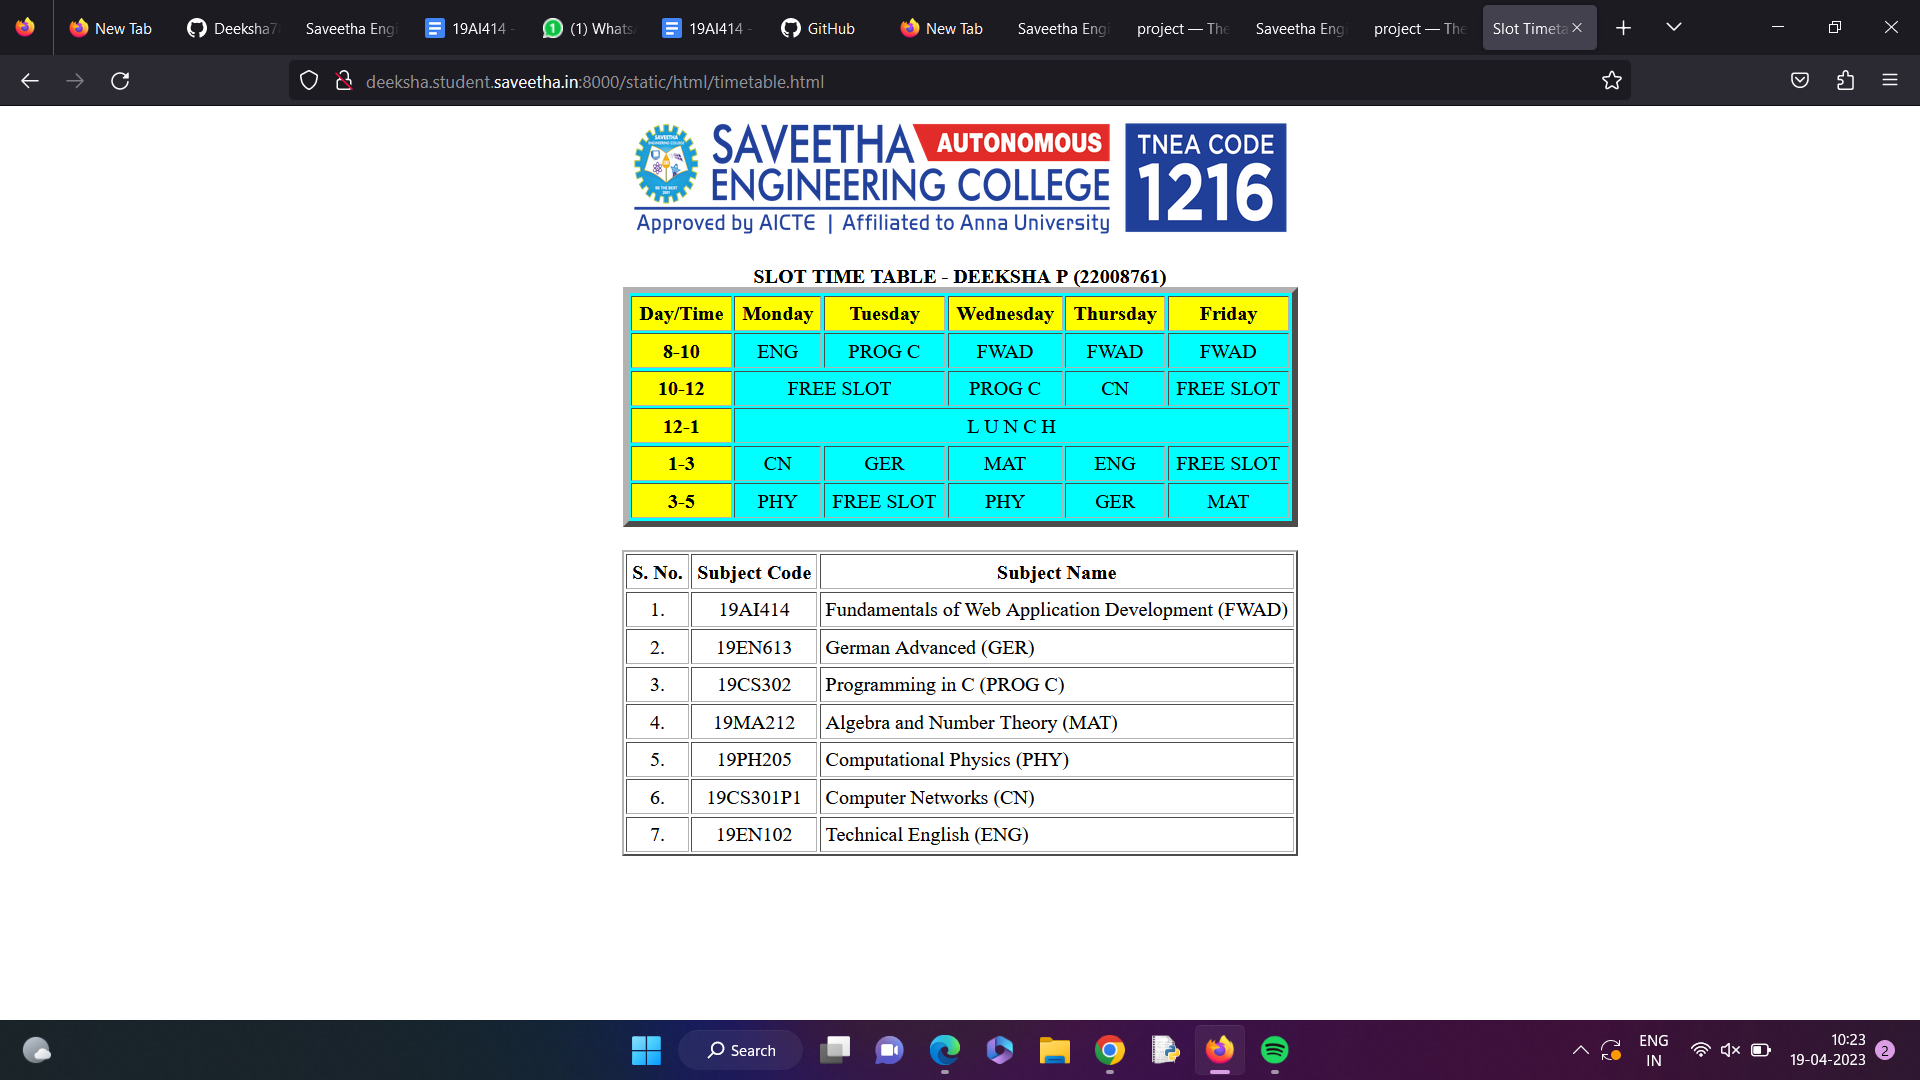 New Tab Deeksha7 Saveetha Engi 19AI414 - (1) Whats 19AI414 - GitHub New Tab Saveetha Engi project — The Saveetha Engi project — The Slot Timeta
deeksha.student.saveetha.in:8000/static/html/timetable.html
SAVEETHA AUTONOMOUS
ENGINEERING COLLEGE
Approved by AICTE | Affiliated to Anna University
TNEA CODE
1216
SLOT TIME TABLE - DEEKSHA P (22008761)
Day/Time Monday Tuesday Wednesday Thursday Friday
8-10 ENG PROG C FWAD FWAD FWAD
10-12 FREE SLOT PROG C CN FREE SLOT
12-1 L U N C H
1-3 CN GER MAT ENG FREE SLOT
3-5 PHY FREE SLOT PHY GER MAT
S. No. Subject Code Subject Name
1. 19AI414 Fundamentals of Web Application Development (FWAD)
2. 19EN613 German Advanced (GER)
3. 19CS302 Programming in C (PROG C)
4. 19MA212 Algebra and Number Theory (MAT)
5. 19PH205 Computational Physics (PHY)
6. 19CS301P1 Computer Networks (CN)
7. 19EN102 Technical English (ENG)
Search
ENG
IN
10:23
19-04-2023
2